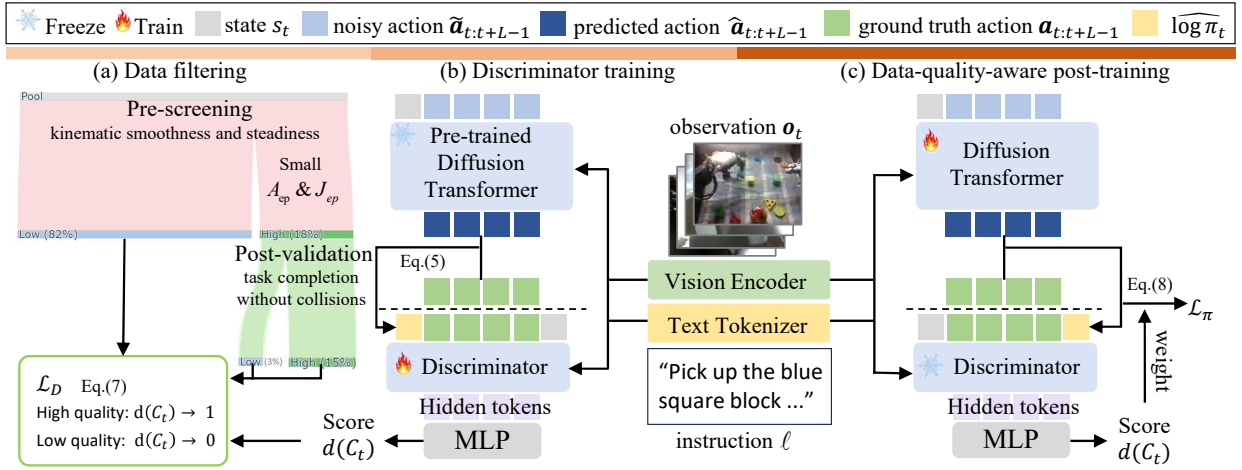 Freeze Train state s_t noisy action ã_{t:t+L−1} predicted action â_{t:t+L−1} ground truth action a_{t:t+L−1} \widehat{log π_t}
(a) Data filtering
Pool
Pre-screening
kinematic smoothness and steadiness
Small
A_{ep} & J_{ep}
Low (82%)
High (18%)
Post-validation
task completion
without collisions
Low (3%)
High (15%)
ℒ_D Eq.(7)
High quality: d(C_t) → 1
Low quality: d(C_t) → 0
(b) Discriminator training
Pre-trained
Diffusion
Transformer
Eq.(5)
Discriminator
Hidden tokens
MLP
Score
d(C_t)
observation o_t
Vision Encoder
Text Tokenizer
“Pick up the blue
square block ...”
instruction ℓ
(c) Data-quality-aware post-training
Diffusion
Transformer
Eq.(8)
ℒ_π
weight
Discriminator
Hidden tokens
MLP
Score
d(C_t)